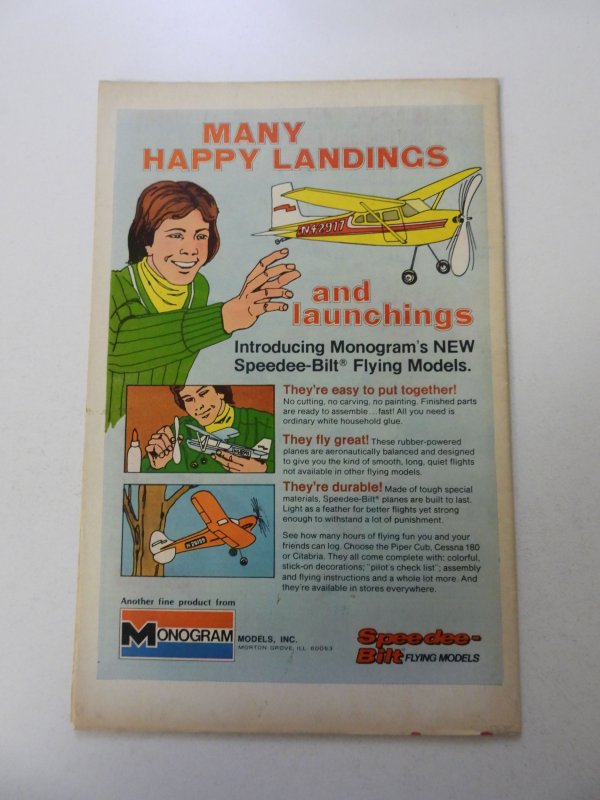 MANY
HAPPY LANDINGS
N42917
and
launchings
Introducing Monogram's NEW
Speedee-Bilt® Flying Models.
They're easy to put together!
No cutting, no carving, no painting. Finished parts
are ready to assemble...fast! All you need is
ordinary white household glue.
They fly great! These rubber-powered
planes are aeronautically balanced and designed
to give you the kind of smooth, long, quiet flights
not available in other flying models.
They're durable! Made of tough special
materials, Speedee-Bilt® planes are built to last.
Light as a feather for better flights yet strong
enough to withstand a lot of punishment.
See how many hours of flying fun you and your
friends can log. Choose the Piper Cub, Cessna 180
or Citabria. They all come complete with: colorful,
stick-on decorations; "pilot's check list"; assembly
and flying instructions and a whole lot more. And
they're available in stores everywhere.
Another fine product from
MONOGRAM MODELS, INC.
MORTON GROVE, ILL 60053
Speedee-
Bilt FLYING MODELS